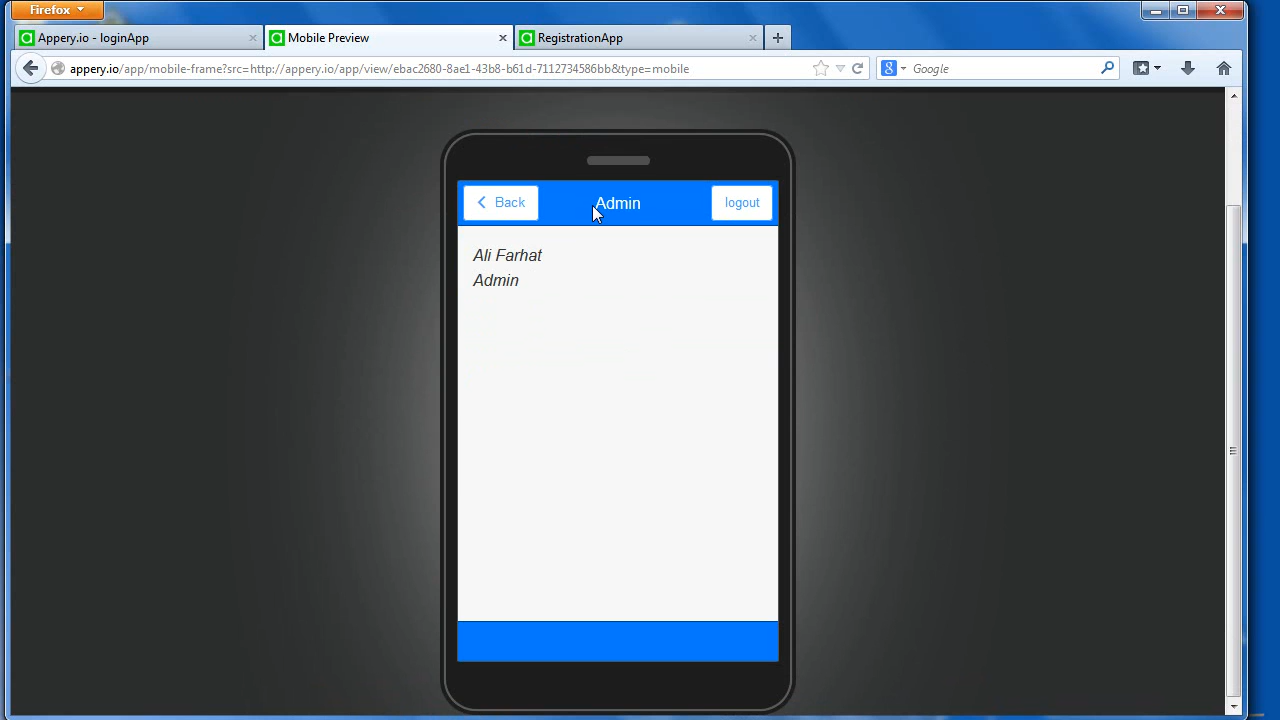 Firefox
Appery.io - loginApp
Mobile Preview
RegistrationApp
appery.io/app/mobile-frame?src=http://appery.io/app/view/ebac2680-8ae1-43b8-b61d-7112734586bb&type=mobile
Google
Back
Admin
logout
Ali Farhat
Admin